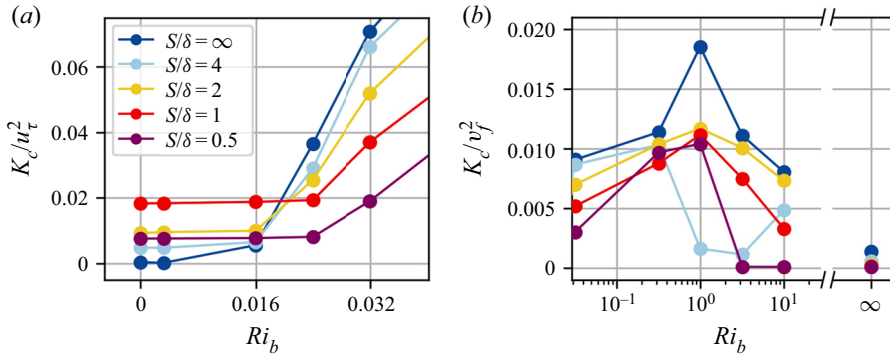 (a)
K_c/u_τ^2
0.06
0.04
0.02
0
S/δ = ∞
S/δ = 4
S/δ = 2
S/δ = 1
S/δ = 0.5
0 0.016 0.032
Ri_b
(b)
K_c/v_f^2
0.020
0.015
0.010
0.005
0
10^−1 10^0 10^1 ∞
Ri_b